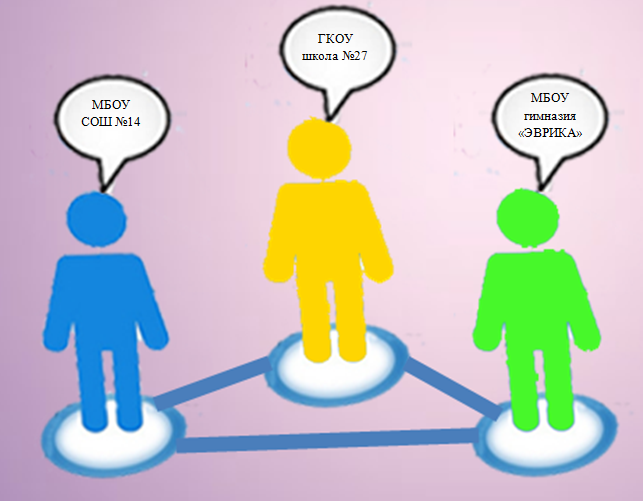 МБОУ
СОШ №14
ГКОУ
школа №27
МБОУ
гимназия
«ЭВРИКА»